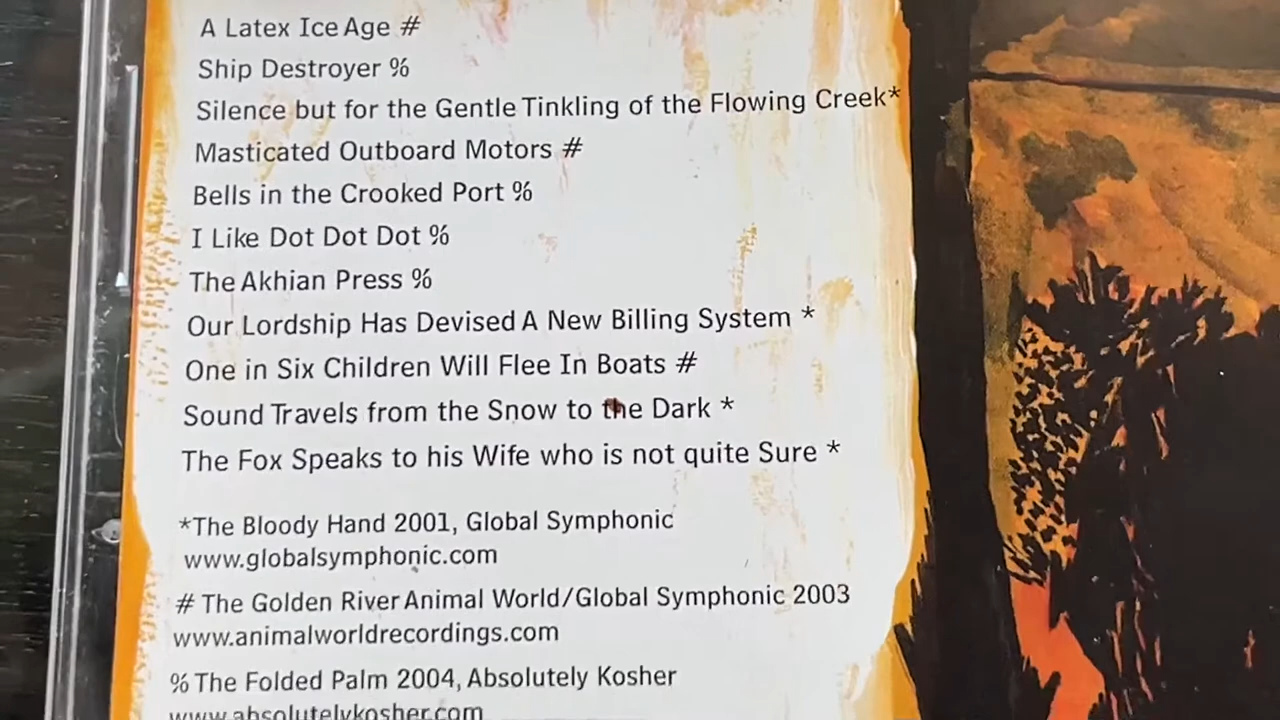 A Latex Ice Age #
Ship Destroyer %
Silence but for the Gentle Tinkling of the Flowing Creek*
Masticated Outboard Motors #
Bells in the Crooked Port %
I Like Dot Dot Dot %
The Akhian Press %
Our Lordship Has Devised A New Billing System *
One in Six Children Will Flee In Boats #
Sound Travels from the Snow to the Dark *
The Fox Speaks to his Wife who is not quite Sure *
*The Bloody Hand 2001, Global Symphonic
www.globalsymphonic.com
# The Golden River Animal World/Global Symphonic 2003
www.animalworldrecordings.com
% The Folded Palm 2004, Absolutely Kosher
www.absolutelykosher.com